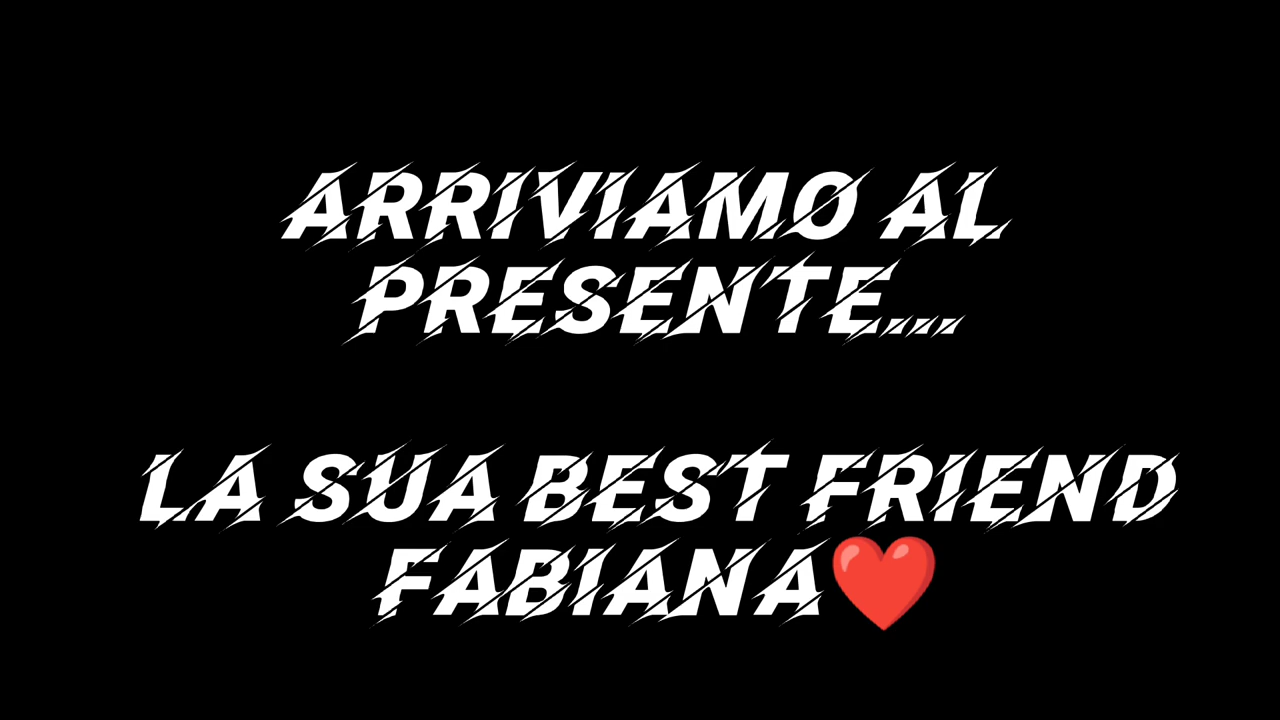 ARRIVIAMO AL
PRESENTE...
LA SUA BEST FRIEND
FABIANA❤️